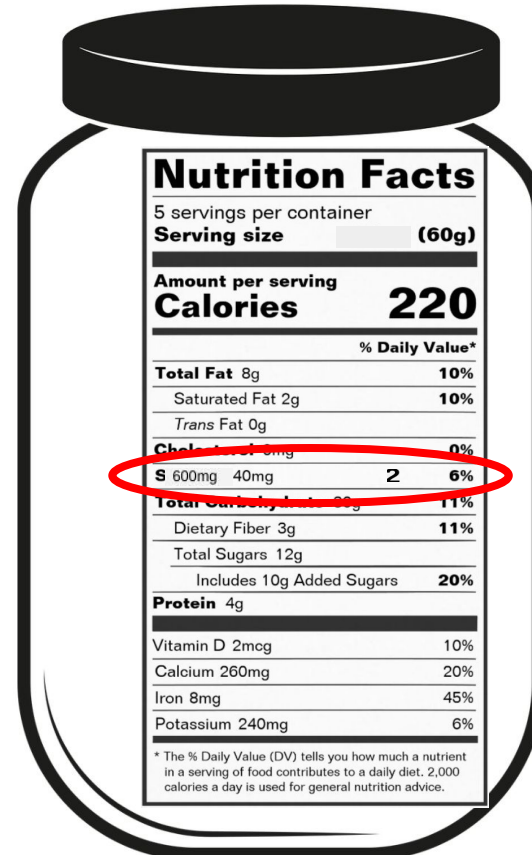 Nutrition Facts
5 servings per container
Serving size (60g)
Amount per serving
Calories 220
% Daily Value*
Total Fat 8g 10%
Saturated Fat 2g 10%
Trans Fat 0g
Cholesterol 0mg 0%
S 600mg 40mg 2 6%
Total Carbohydrate 11%
Dietary Fiber 3g 11%
Total Sugars 12g
Includes 10g Added Sugars 20%
Protein 4g
Vitamin D 2mcg 10%
Calcium 260mg 20%
Iron 8mg 45%
Potassium 240mg 6%
* The % Daily Value (DV) tells you how much a nutrient
in a serving of food contributes to a daily diet. 2,000
calories a day is used for general nutrition advice.